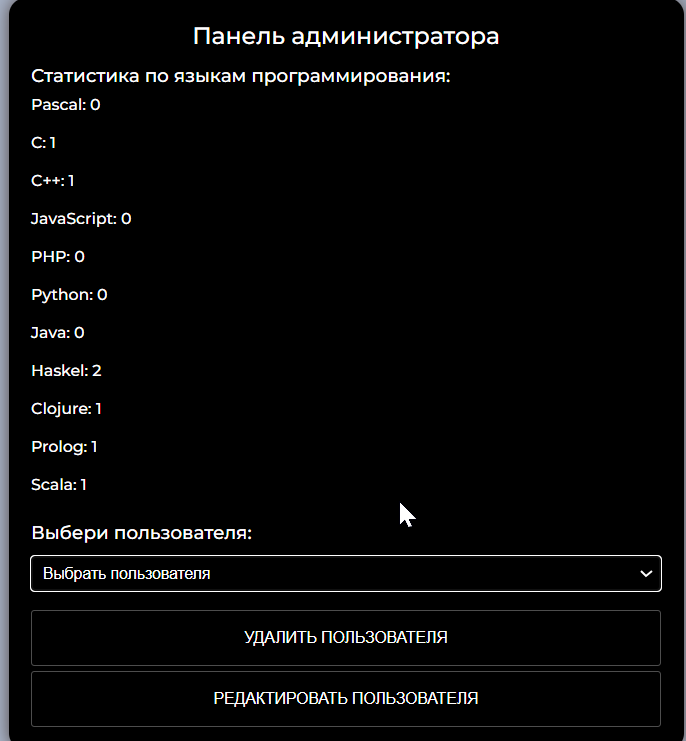 Панель администратора
Статистика по языкам программирования:
Pascal: 0
C: 1
C++: 1
JavaScript: 0
PHP: 0
Python: 0
Java: 0
Haskel: 2
Clojure: 1
Prolog: 1
Scala: 1
Выбери пользователя:
Выбрать пользователя
УДАЛИТЬ ПОЛЬЗОВАТЕЛЯ
РЕДАКТИРОВАТЬ ПОЛЬЗОВАТЕЛЯ